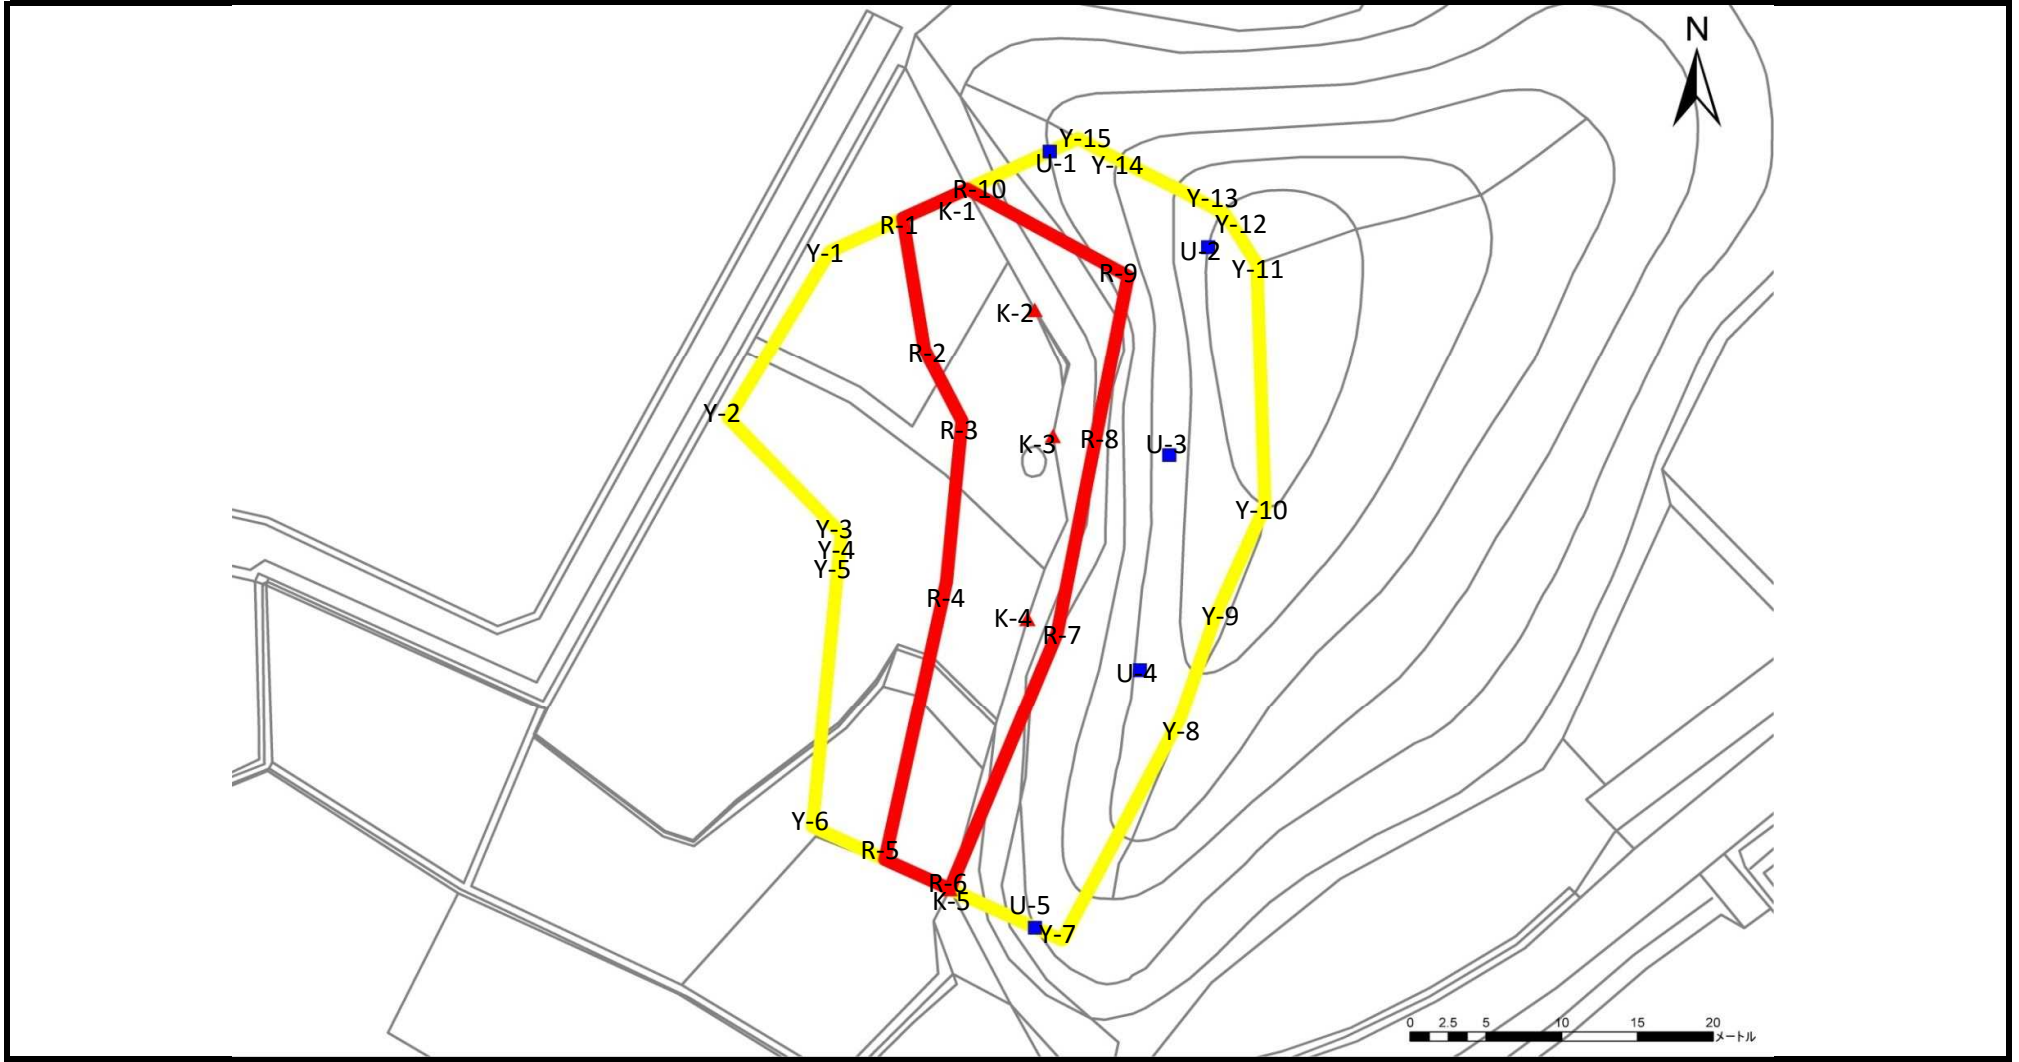 N
Y-15
U-1
Y-14
R-10
Y-13
K-1
R-1
Y-12
Y-1
U-2
Y-11
R-9
K-2
R-2
Y-2
R-3
R-8
K-3
U-3
Y-10
Y-3
Y-4
Y-5
R-4
Y-9
K-4
R-7
U-4
Y-8
Y-6
R-5
R-6
K-5
U-5
Y-7
0 2.5 5 10 15 20
メートル